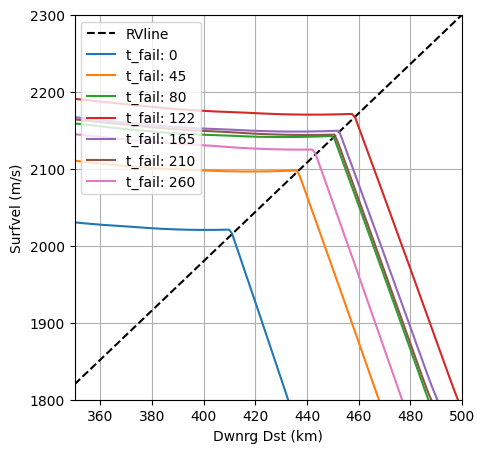 2300
2200
2100
2000
1900
1800
Surfvel (m/s)
RVline
t_fail: 0
t_fail: 45
t_fail: 80
t_fail: 122
t_fail: 165
t_fail: 210
t_fail: 260
360 380 400 420 440 460 480 500
Dwnrg Dst (km)